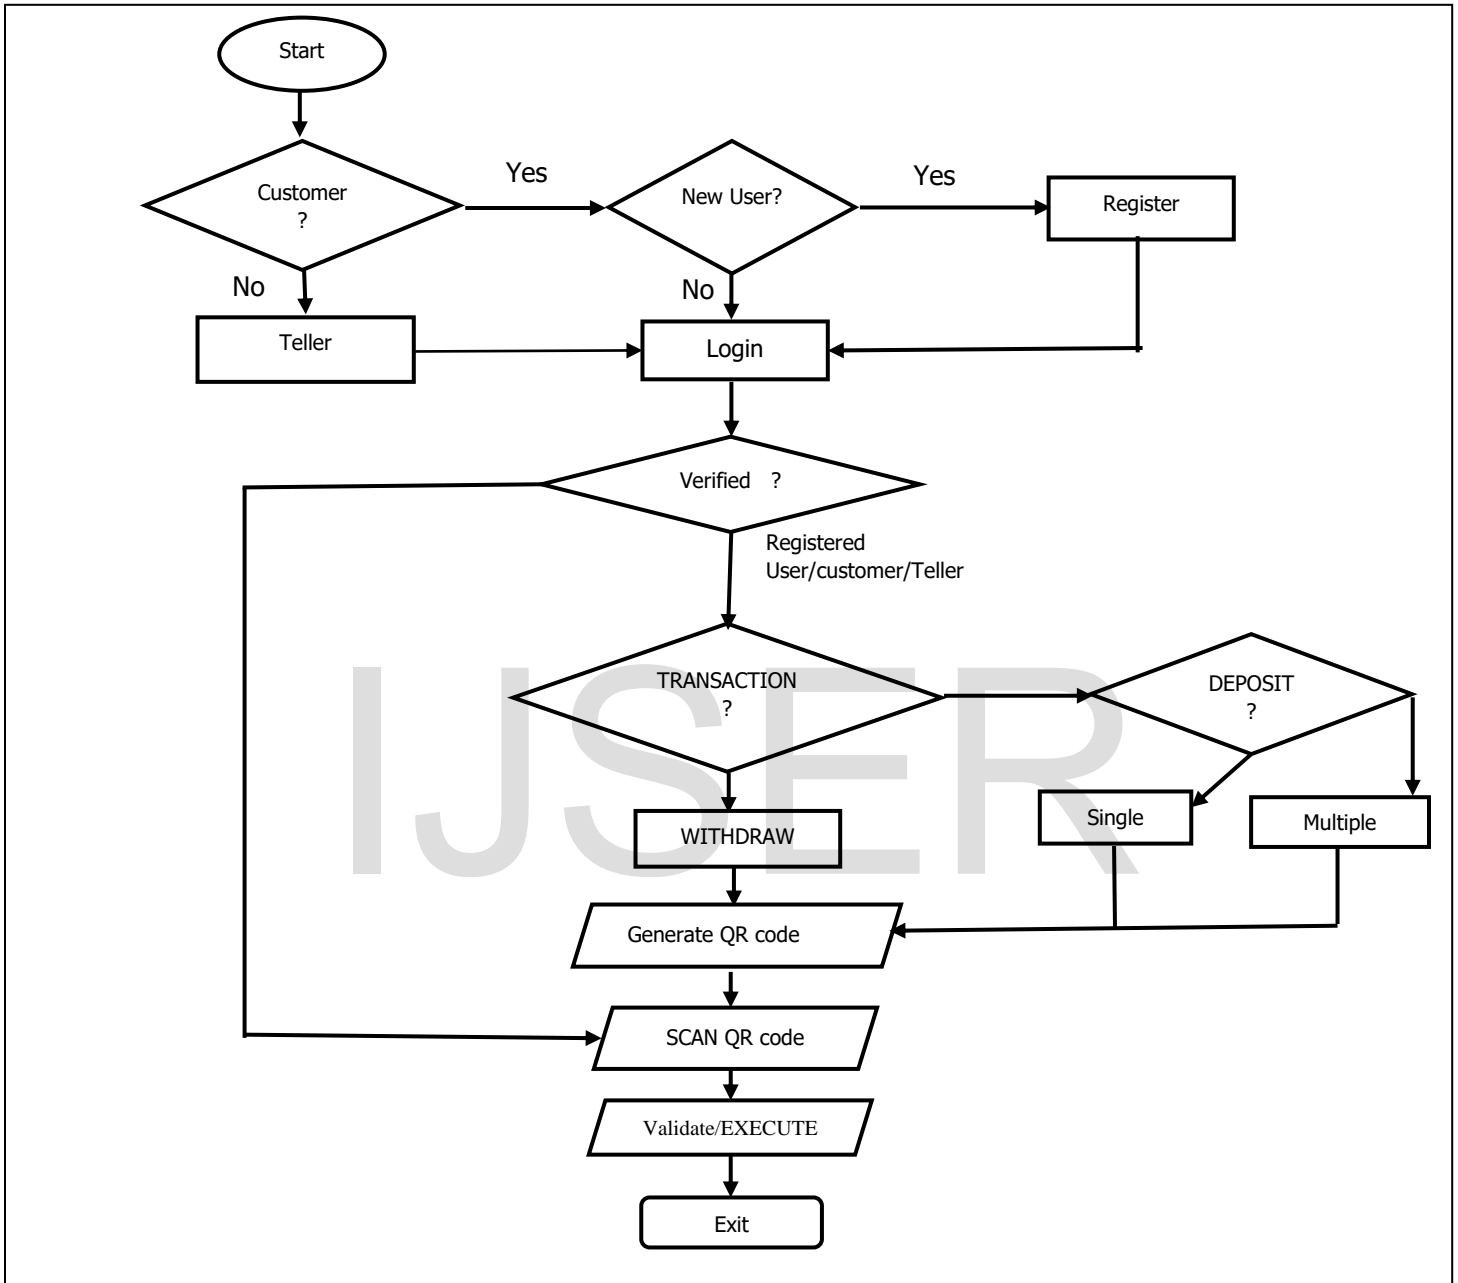 Start
Customer
?
Yes
New User?
Yes
Register
No
No
Teller
Login
Verified ?
Registered
User/customer/Teller
TRANSACTION
?
DEPOSIT
?
IJSER
WITHDRAW
Single
Multiple
Generate QR code
SCAN QR code
Validate/EXECUTE
Exit